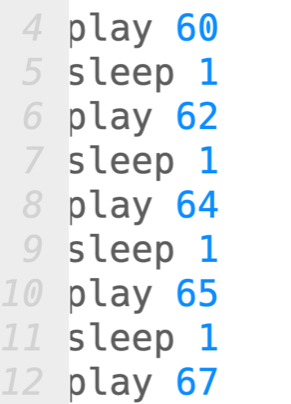 4 play 60
5 sleep 1
6 play 62
7 sleep 1
8 play 64
9 sleep 1
10 play 65
11 sleep 1
12 play 67